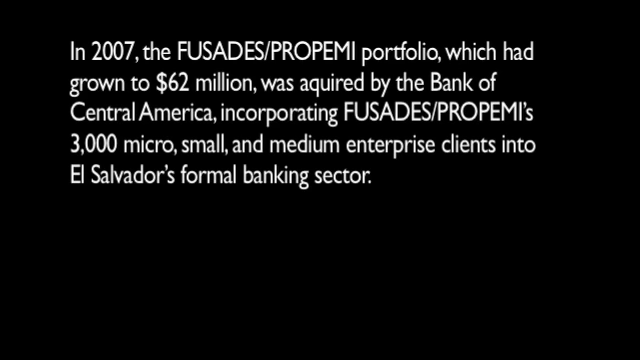 In 2007, the FUSADES/PROPEMI portfolio, which had
grown to $62 million, was aquired by the Bank of
Central America, incorporating FUSADES/PROPEMI's
3,000 micro, small, and medium enterprise clients into
El Salvador's formal banking sector.